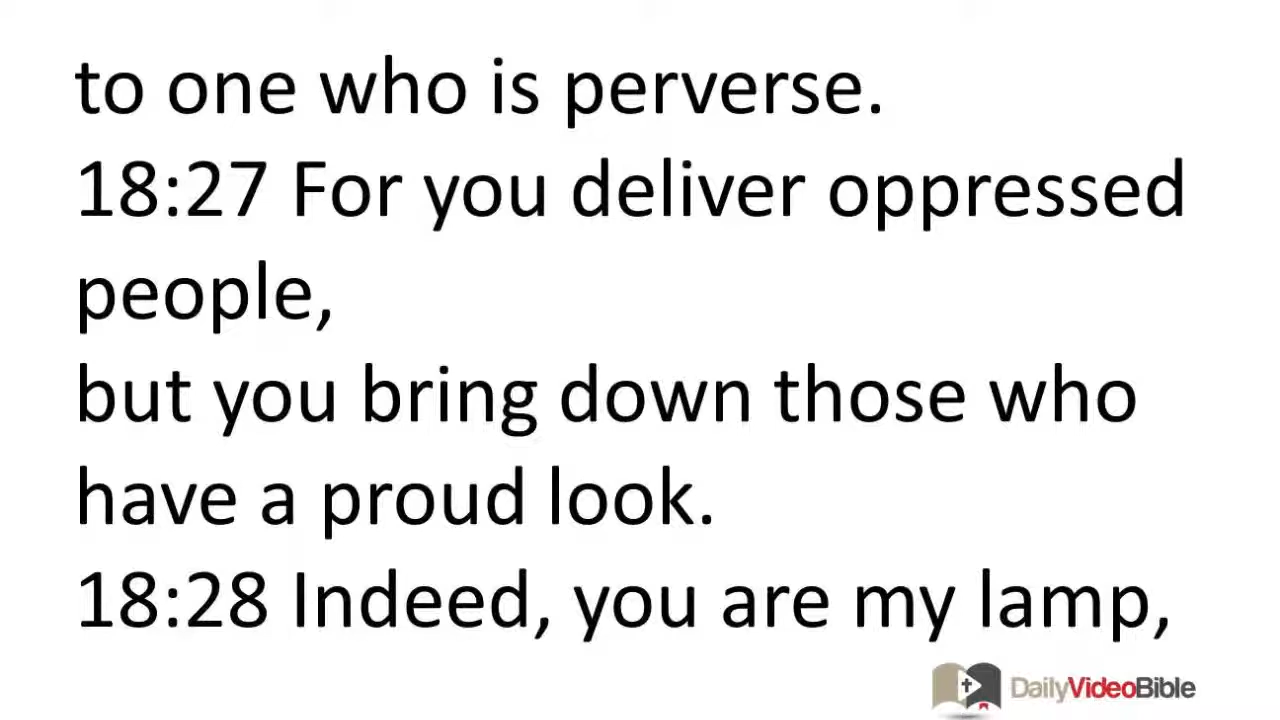 to one who is perverse.
18:27 For you deliver oppressed
people,
but you bring down those who
have a proud look.
18:28 Indeed, you are my lamp,
DailyVideoBible